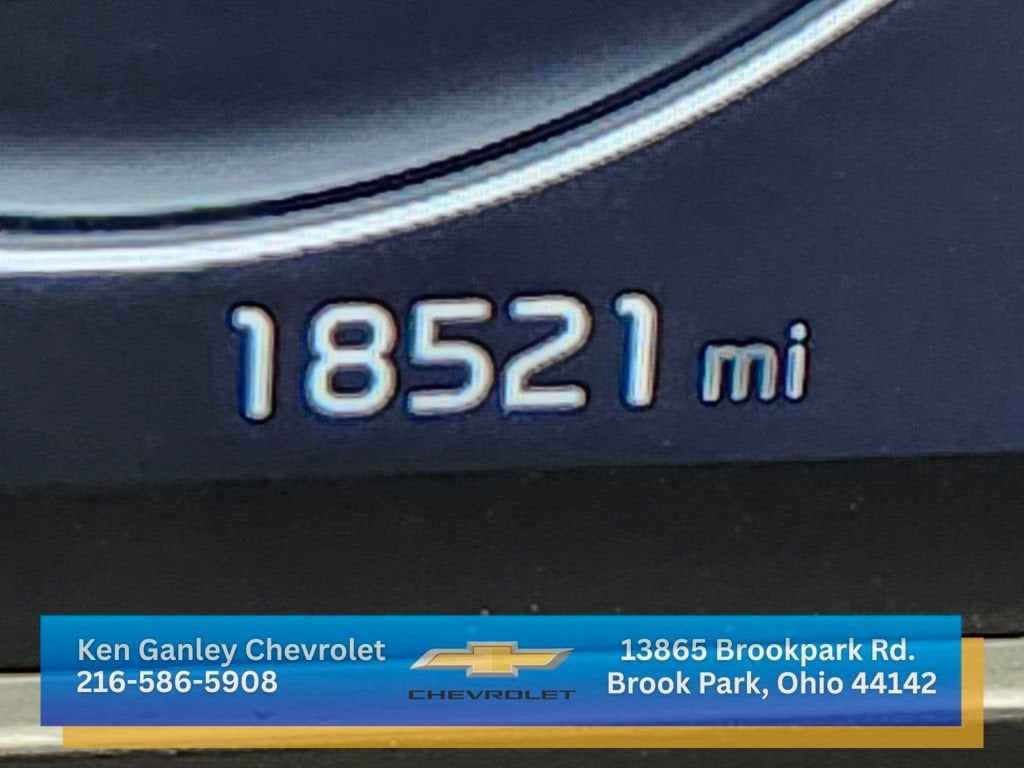 18521 mi
Ken Ganley Chevrolet
216-586-5908
CHEVROLET
13865 Brookpark Rd.
Brook Park, Ohio 44142